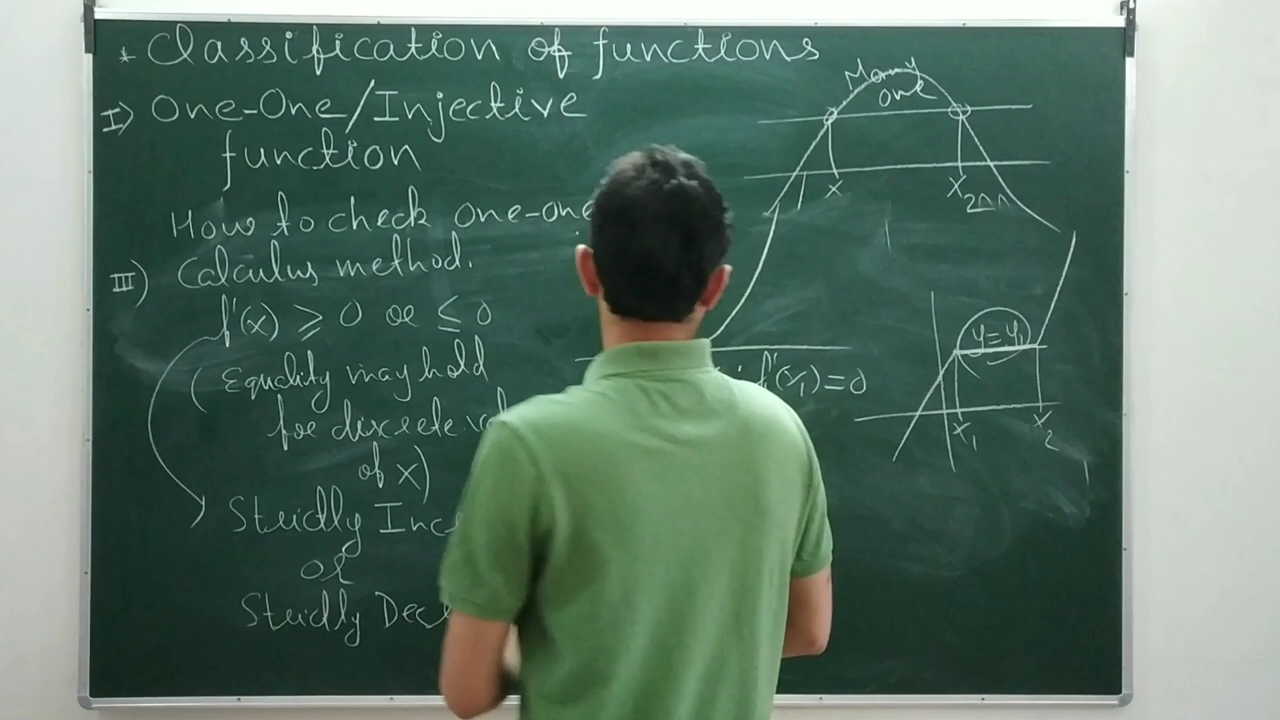 * Classification of functions
I) One-One/Injective
function
How to check one-one
III) Calculus method.
f'(x) ⩾ 0 or ≤ 0
( Equality may hold
for discrete
of x)
Strictly Inc
or
Strictly Dec
Many
one
x
x2
f'(x1)=0
y=y1
x1
x2